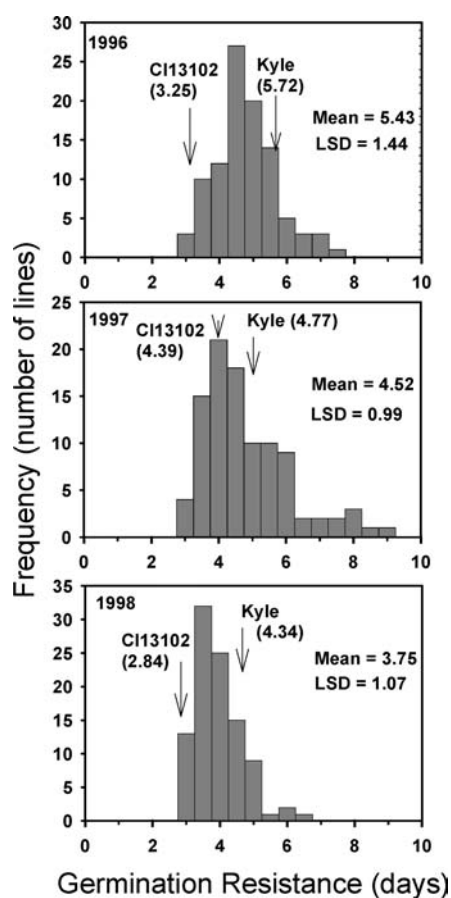 Frequency (number of lines)
1996
CI13102
(3.25)
Kyle
(5.72)
Mean = 5.43
LSD = 1.44
30
25
20
15
10
5
0
0 2 4 6 8 10
1997
CI13102
(4.39)
Kyle (4.77)
Mean = 4.52
LSD = 0.99
25
20
15
10
5
0
0 2 4 6 8 10
1998
CI13102
(2.84)
Kyle
(4.34)
Mean = 3.75
LSD = 1.07
35
30
25
20
15
10
5
0
0 2 4 6 8 10
Germination Resistance (days)